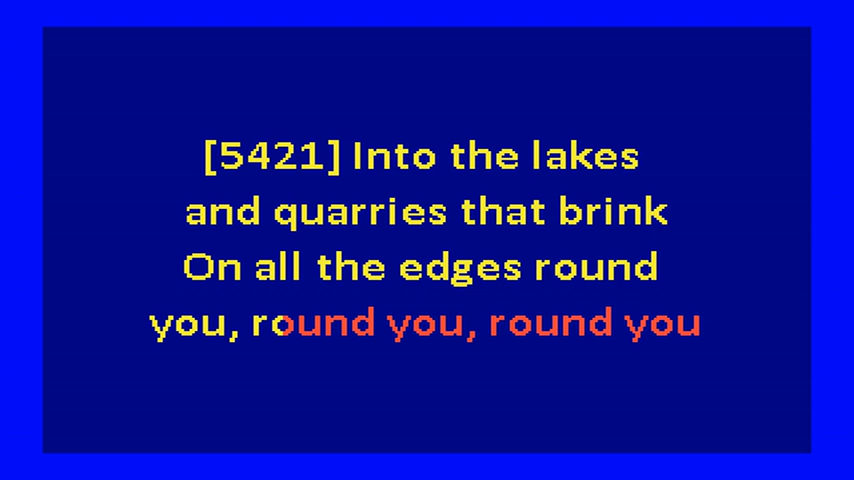 [5421] Into the lakes
and quarries that brink
On all the edges round
you, round you, round you